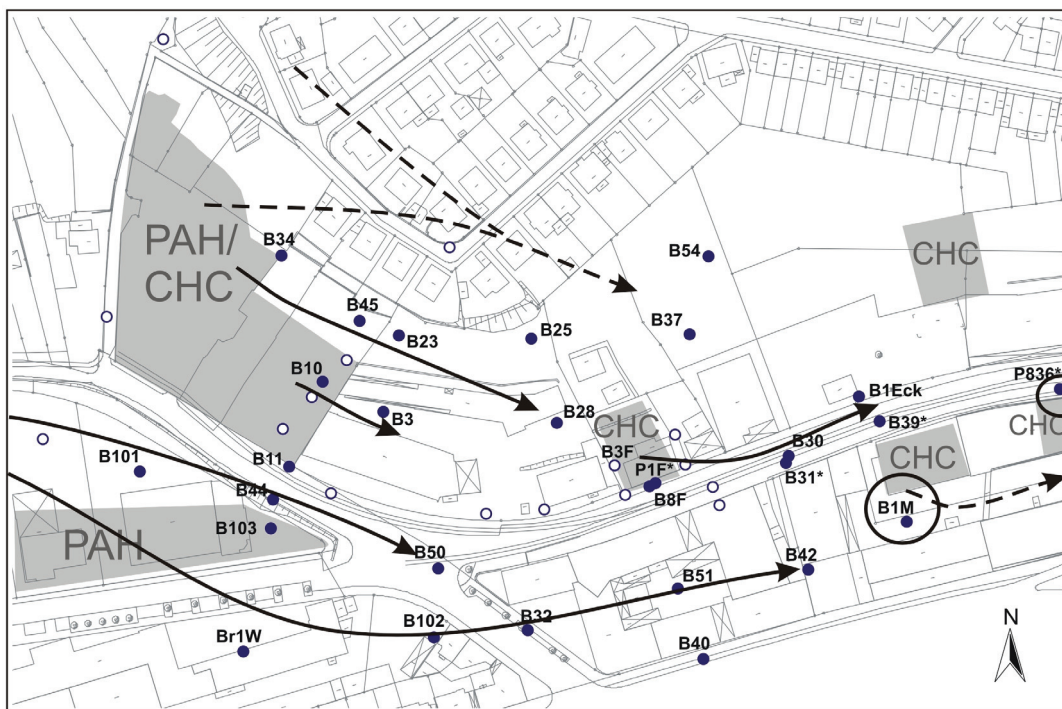 PAH/
CHC
B34
B45
B23
B25
B54
B37
CHC
B10
B3
B28
B1Eck
P836*
B39*
CHC
B3F
P1F*
B8F
B30
B31*
CHC
CHC
B1M
B101
B11
B44
B103
PAH
B50
B42
B51
B32
B102
Br1W
B40
N